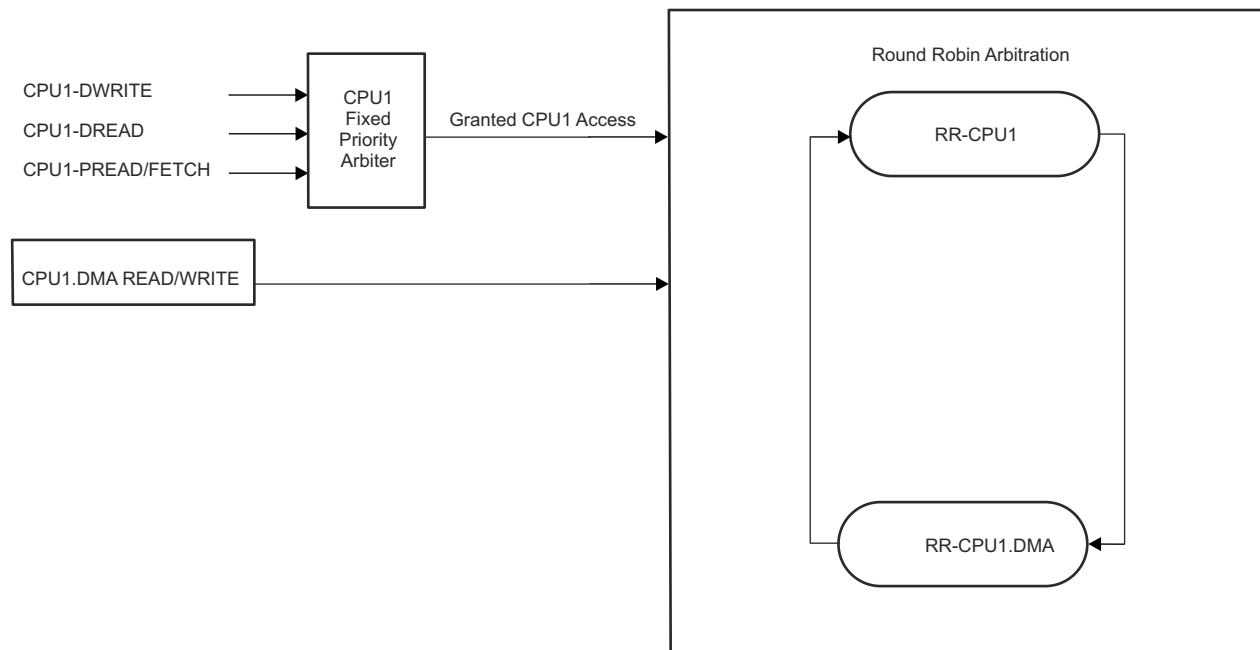 Round Robin Arbitration
CPU1-DWRITE
CPU1-DREAD
CPU1-PREAD/FETCH
CPU1
Fixed
Priority
Arbiter
Granted CPU1 Access
RR-CPU1
CPU1.DMA READ/WRITE
RR-CPU1.DMA